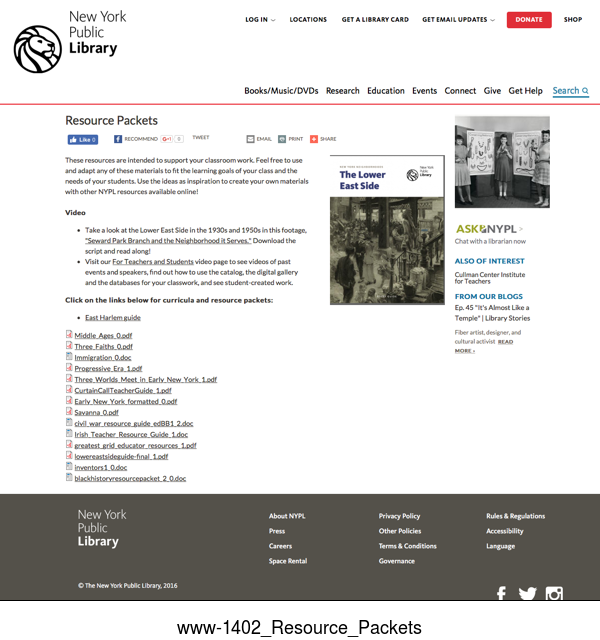 New York
Public
Library
LOG IN
LOCATIONS
GET A LIBRARY CARD
GET EMAIL UPDATES
DONATE
SHOP
Books/Music/DVDs Research Education Events Connect Give Get Help Search
Resource Packets
Like 0
RECOMMEND
G+1 0
TWEET
EMAIL
PRINT
SHARE
These resources are intended to support your classroom work. Feel free to use
and adapt any of these materials to fit the learning goals of your class and the
needs of your students. Use the ideas as inspiration to create your own materials
with other NYPL resources available online!
Video
• Take a look at the Lower East Side in the 1930s and 1950s in this footage,
"Seward Park Branch and the Neighborhood it Serves." Download the
script and read along!
• Visit our For Teachers and Students video page to see videos of past
events and speakers, find out how to use the catalog, the digital gallery
and the databases for your classwork, and see student-created work.
Click on the links below for curricula and resource packets:
• East Harlem guide
Middle_Ages_0.pdf
Three_Faiths_0.pdf
Immigration_0.doc
Progressive_Era_1.pdf
Three_Worlds_Meet_in_Early_New_York_1.pdf
CurtainCallTeacherGuide_1.pdf
Early_New_York_formatted_0.pdf
Savanna_0.pdf
civil_war_resource_guide_edBB1_2.doc
Irish_Teacher_Resource_Guide_1.doc
greatest_grid_educator_resources_1.pdf
lowereastsideguide-final_1.pdf
inventors1_0.doc
blackhistoryresourcepacket_2_0.doc
NEW YORK NEIGHBORHOODS
The Lower
East Side
New York
Public
Library
ASK NYPL >
Chat with a librarian now
ALSO OF INTEREST
Cullman Center Institute
for Teachers
FROM OUR BLOGS
Ep. 45 "It's Almost Like a
Temple" | Library Stories
Fiber artist, designer, and
cultural activist READ
MORE ›
New York
Public
Library
About NYPL
Press
Careers
Space Rental
Privacy Policy
Other Policies
Terms & Conditions
Governance
Rules & Regulations
Accessibility
Language
© The New York Public Library, 2016
www-1402_Resource_Packets